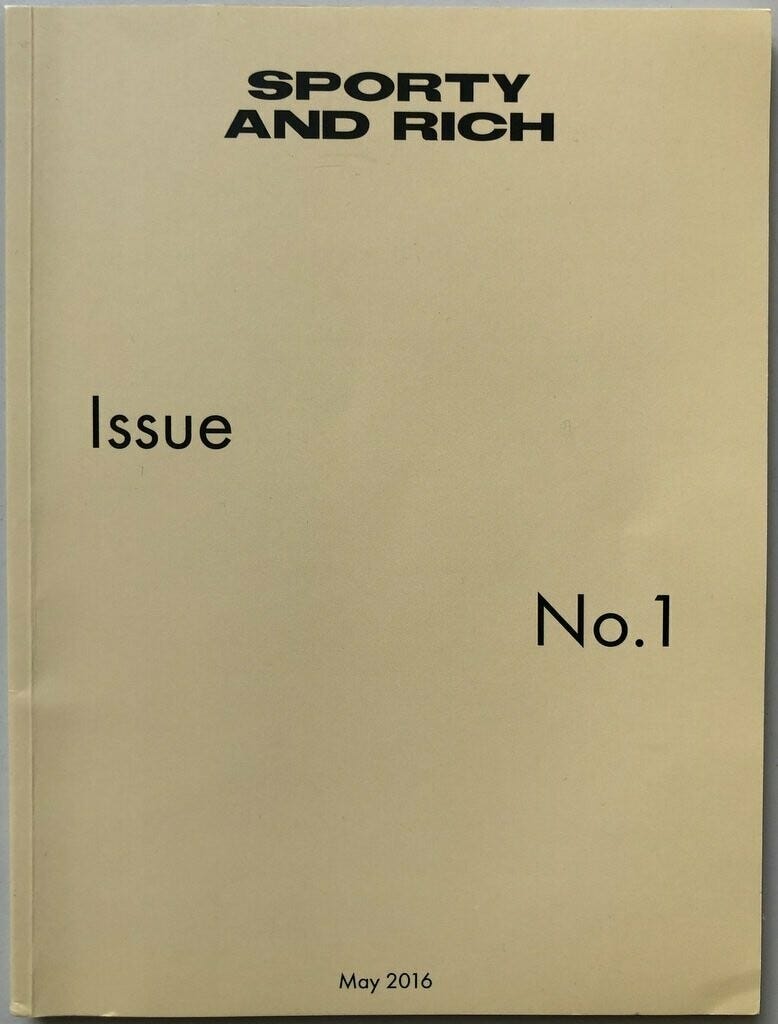 SPORTY
AND RICH
Issue
No.1
May 2016